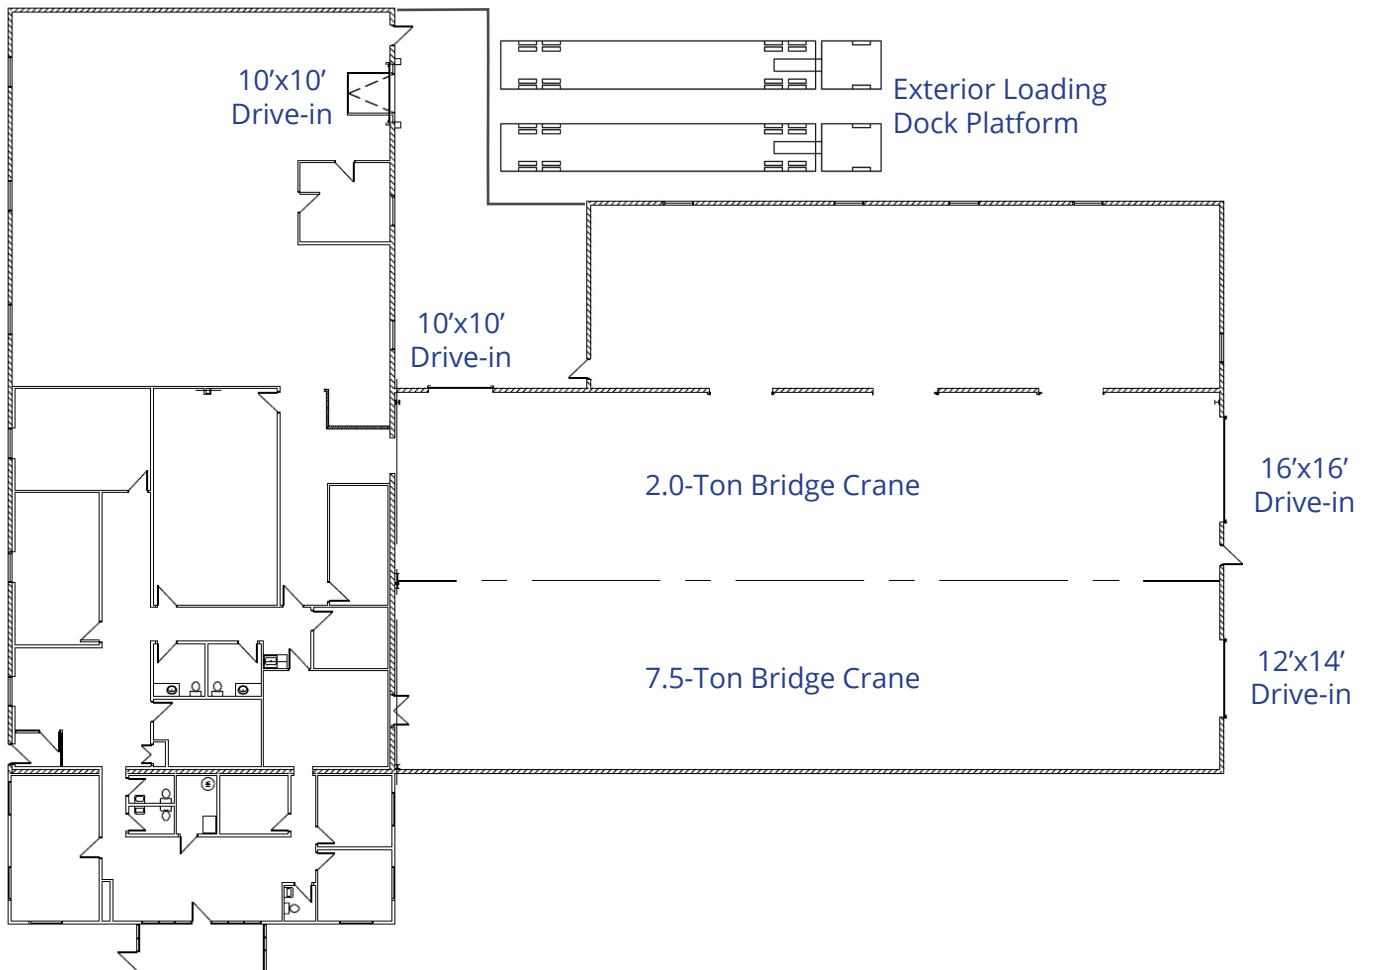 10’x10’
Drive-in
Exterior Loading
Dock Platform
10’x10’
Drive-in
2.0-Ton Bridge Crane
16’x16’
Drive-in
7.5-Ton Bridge Crane
12’x14’
Drive-in